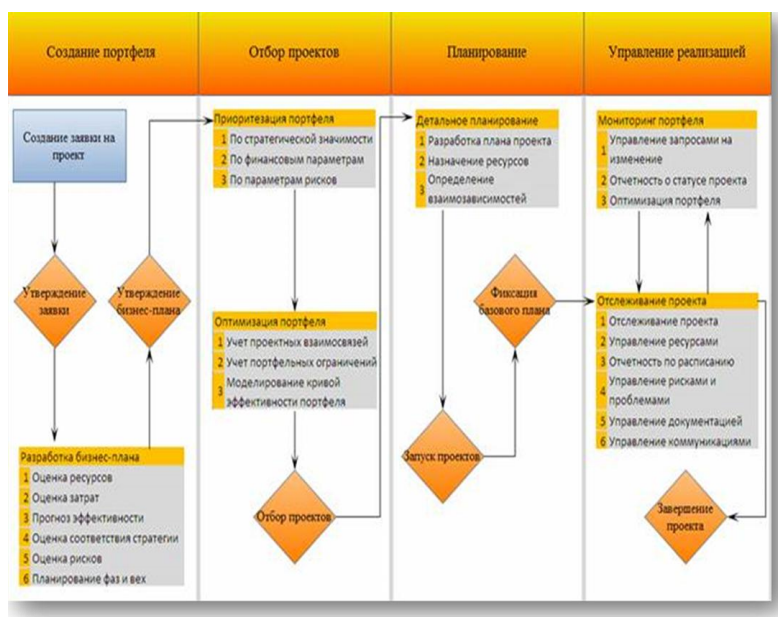 Создание портфеля
Отбор проектов
Планирование
Управление реализацией
Создание заявки на
проект
Утверждение
заявки
Утверждение
бизнес-плана
Разработка бизнес-плана
1 Оценка ресурсов
2 Оценка затрат
3 Прогноз эффективности
4 Оценка соответствия стратегии
5 Оценка рисков
6 Планирование фаз и вех
Приоритезация портфеля
1 По стратегической значимости
2 По финансовым параметрам
3 По параметрам рисков
Оптимизация портфеля
1 Учет проектных взаимосвязей
2 Учет портфельных ограничений
3 Моделирование кривой
эффективности портфеля
Отбор проектов
Детальное планирование
1 Разработка плана проекта
2 Назначение ресурсов
3 Определение
взаимозависимостей
Запуск проектов
Фиксация
базового плана
Мониторинг портфеля
1 Управление запросами на
изменение
2 Отчетность о статусе проекта
3 Оптимизация портфеля
Отслеживание проекта
1 Отслеживание проекта
2 Управление ресурсами
3 Отчетность по расписанию
4 Управление рисками и
проблемами
5 Управление документацией
6 Управление коммуникациями
Завершение
проекта